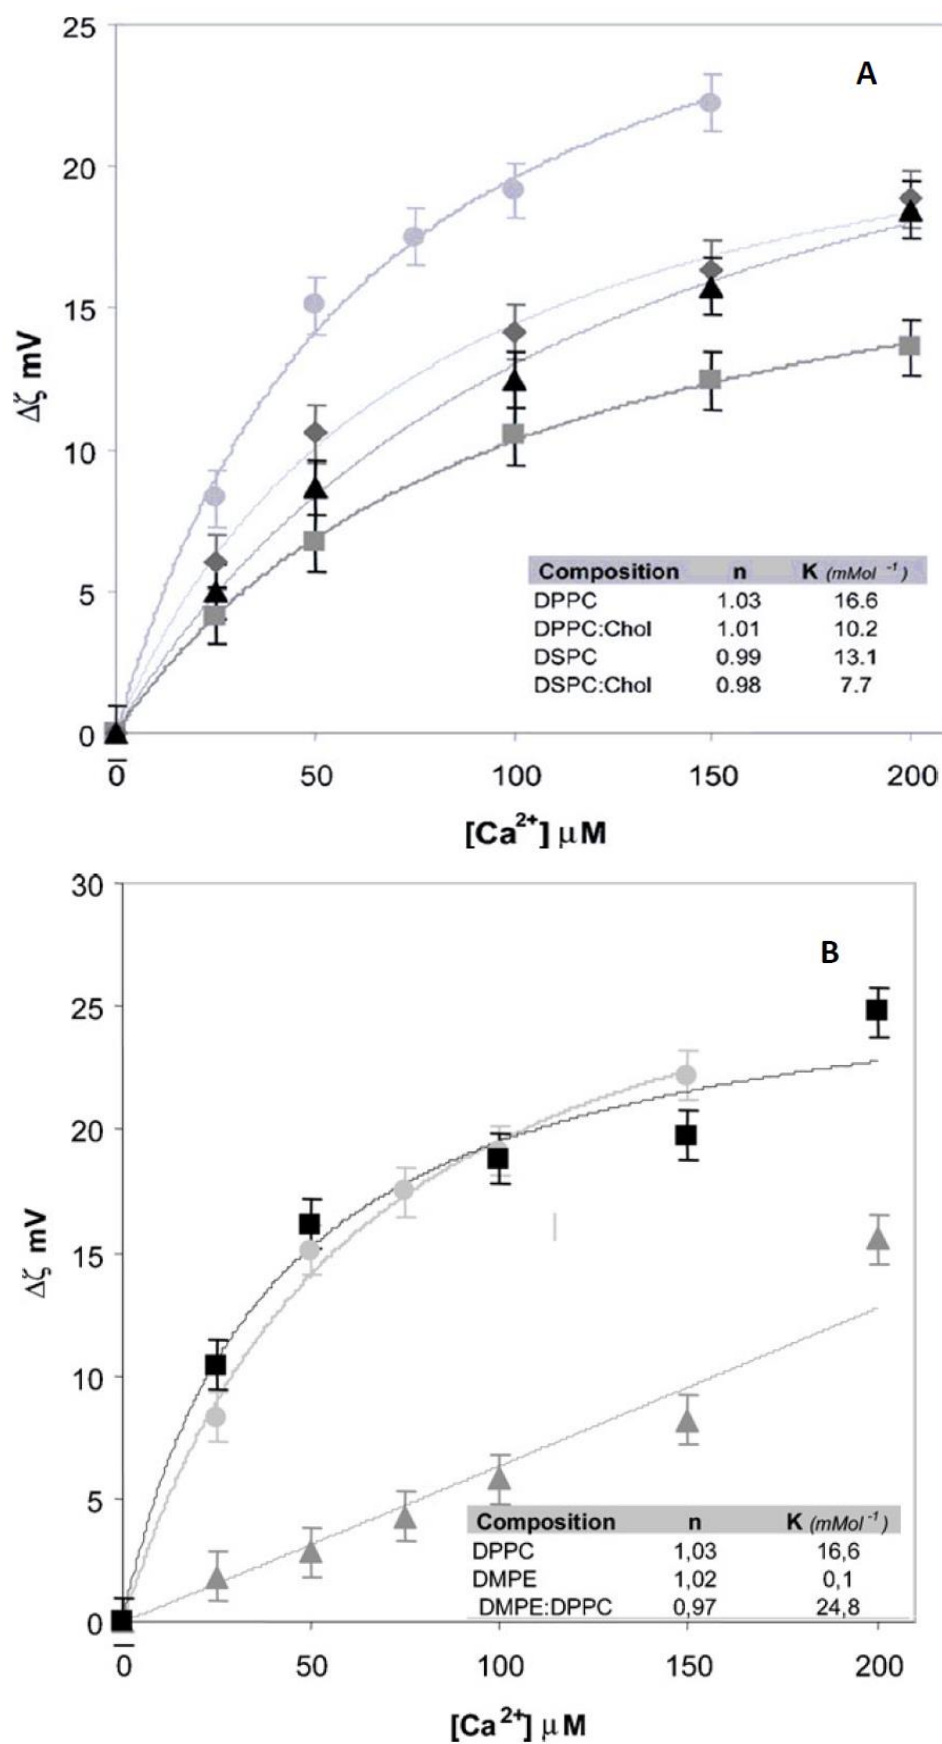 25
A
20
15
Δζ mV
10
Composition n K (mMol ⁻¹)
DPPC 1.03 16.6
DPPC:Chol 1.01 10.2
5
DSPC 0.99 13.1
DSPC:Chol 0.98 7.7
0
0 50 100 150 200
[Ca²⁺] μM
30
B
25
20
15
Δζ mV
10
5
Composition n K (mMol ⁻¹)
DPPC 1,03 16,6
DMPE 1,02 0,1
DMPE:DPPC 0,97 24,8
0
0 50 100 150 200
[Ca²⁺] μM